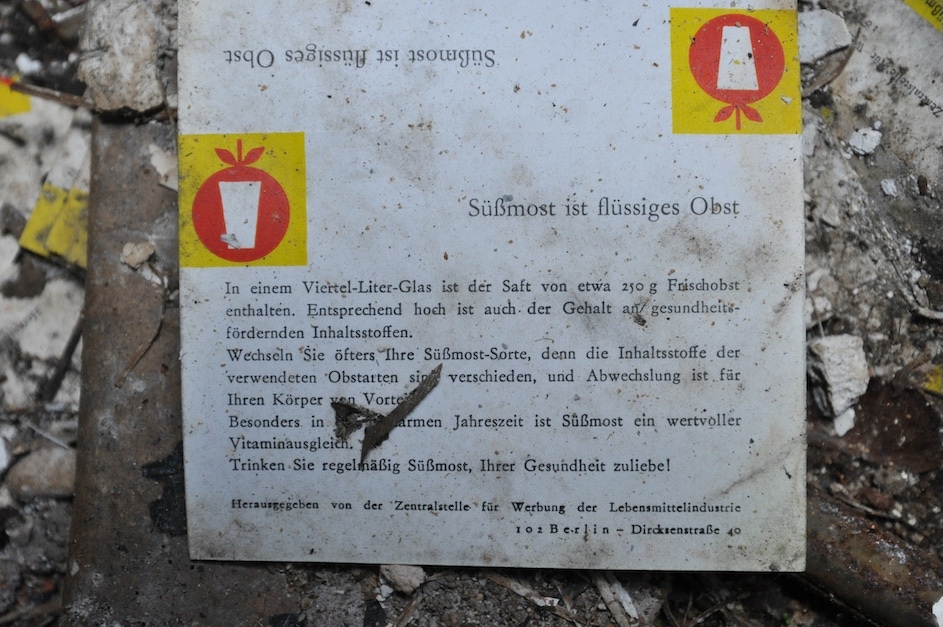 Süßmost ist flüssiges Obst
Süßmost ist flüssiges Obst
In einem Viertel-Liter-Glas ist der Saft von etwa 250 g Frischobst
enthalten. Entsprechend hoch ist auch der Gehalt an gesundheits-
fördernden Inhaltsstoffen.
Wechseln Sie öfters Ihre Süßmost-Sorte, denn die Inhaltsstoffe der
verwendeten Obstarten sind verschieden, und Abwechslung ist für
Ihren Körper von Vorteil
Besonders in armen Jahreszeit ist Süßmost ein wertvoller
Vitaminausgleich.
Trinken Sie regelmäßig Süßmost, Ihrer Gesundheit zuliebe!
Herausgegeben von der Zentralstelle für Werbung der Lebensmittelindustrie
102 Berlin – Dircksenstraße 40